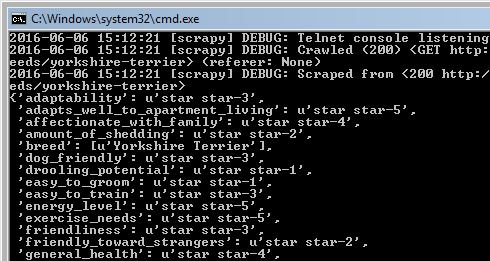 C:\Windows\system32\cmd.exe
2016-06-06 15:12:21 [scrapy] DEBUG: Telnet console listening
2016-06-06 15:12:21 [scrapy] DEBUG: Crawled (200) <GET http:
eds/yorkshire-terrier> (referer: None)
2016-06-06 15:12:21 [scrapy] DEBUG: Scraped from <200 http:/
eds/yorkshire-terrier>
{'adaptability': u'star star-3',
'adapts_well_to_apartment_living': u'star star-5',
'affectionate_with_family': u'star star-4',
'amount_of_shedding': u'star star-2',
'breed': [u'Yorkshire Terrier'],
'dog_friendly': u'star star-3',
'drooling_potential': u'star star-1',
'easy_to_groom': u'star star-1',
'easy_to_train': u'star star-3',
'energy_level': u'star star-5',
'exercise_needs': u'star star-5',
'friendliness': u'star star-3',
'friendly_toward_strangers': u'star star-2',
'general_health': u'star star-4',